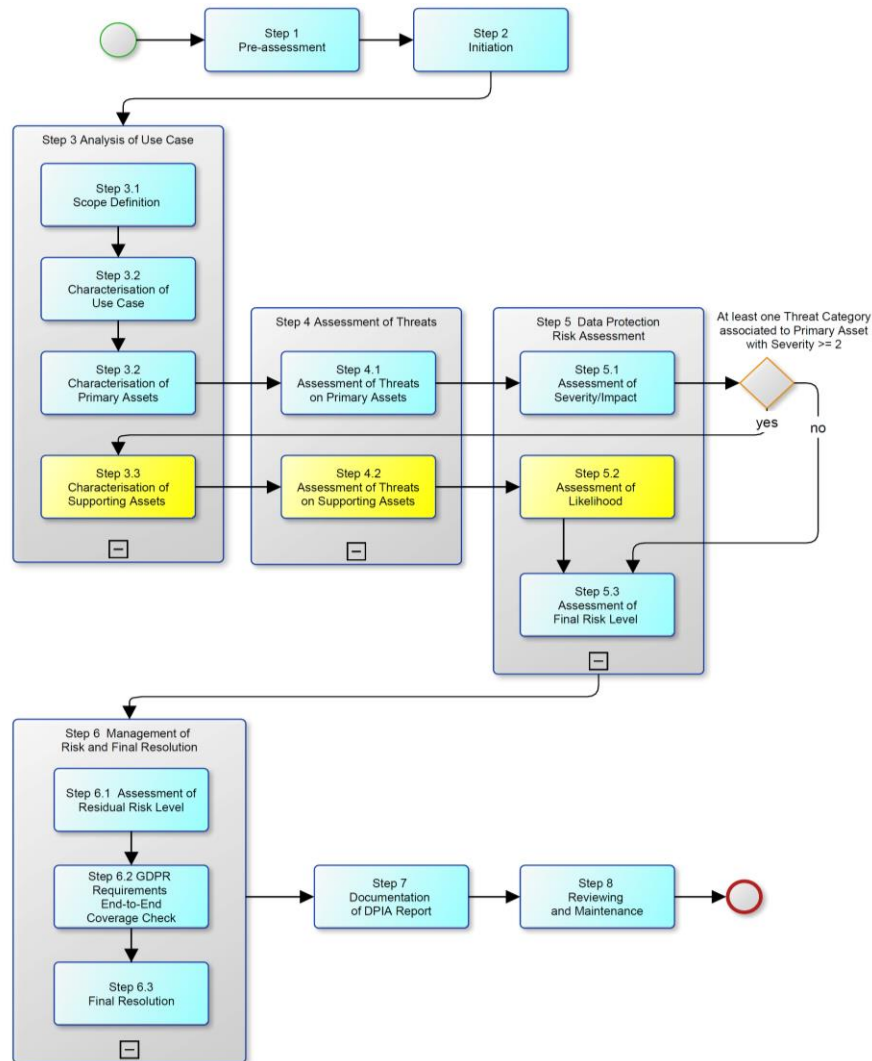 Step 1
Pre-assessment
Step 2
Initiation
Step 3 Analysis of Use Case
Step 3.1
Scope Definition
Step 3.2
Characterisation of
Use Case
Step 3.2
Characterisation of
Primary Assets
Step 4 Assessment of Threats
Step 4.1
Assessment of Threats
on Primary Assets
Step 5 Data Protection
Risk Assessment
Step 5.1
Assessment of
Severity/Impact
At least one Threat Category
associated to Primary Asset
with Severity >= 2
yes
no
Step 3.3
Characterisation of
Supporting Assets
Step 4.2
Assessment of Threats
on Supporting Assets
Step 5.2
Assessment of
Likelihood
Step 5.3
Assessment of
Final Risk Level
Step 6 Management of
Risk and Final Resolution
Step 6.1 Assessment of
Residual Risk Level
Step 6.2 GDPR
Requirements
End-to-End
Coverage Check
Step 6.3
Final Resolution
Step 7
Documentation
of DPIA Report
Step 8
Reviewing
and Maintenance